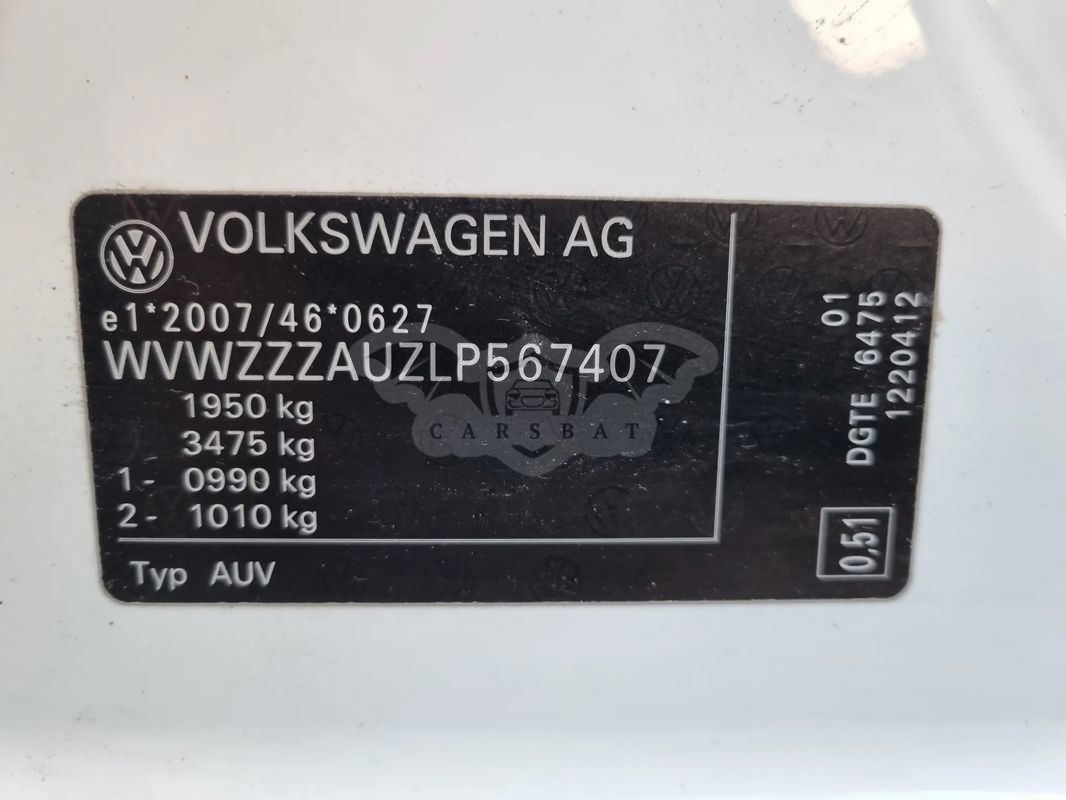 VOLKSWAGEN AG
e1*2007/46*0627
WVWZZZAUZLP567407
1950 kg
3475 kg
1- 0990 kg
2- 1010 kg
Typ AUV
01
DGTE 6475
1220412
0,51
CARSBAT